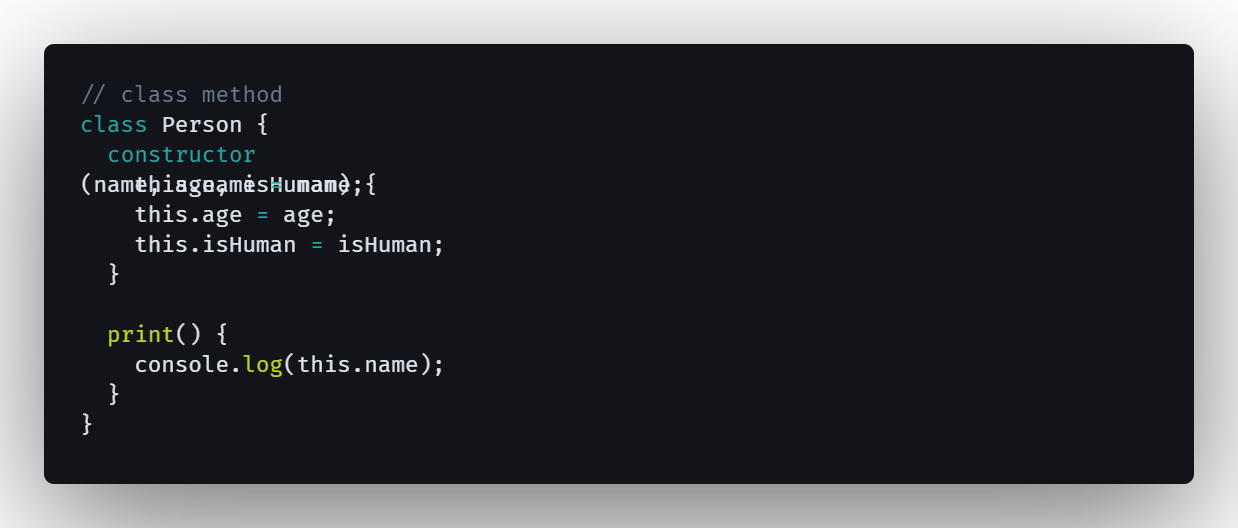 // class method
class Person {
  constructor
(name, age, isHuman) {
    this.name = name;
    this.age = age;
    this.isHuman = isHuman;
  }

  print() {
    console.log(this.name);
  }
}